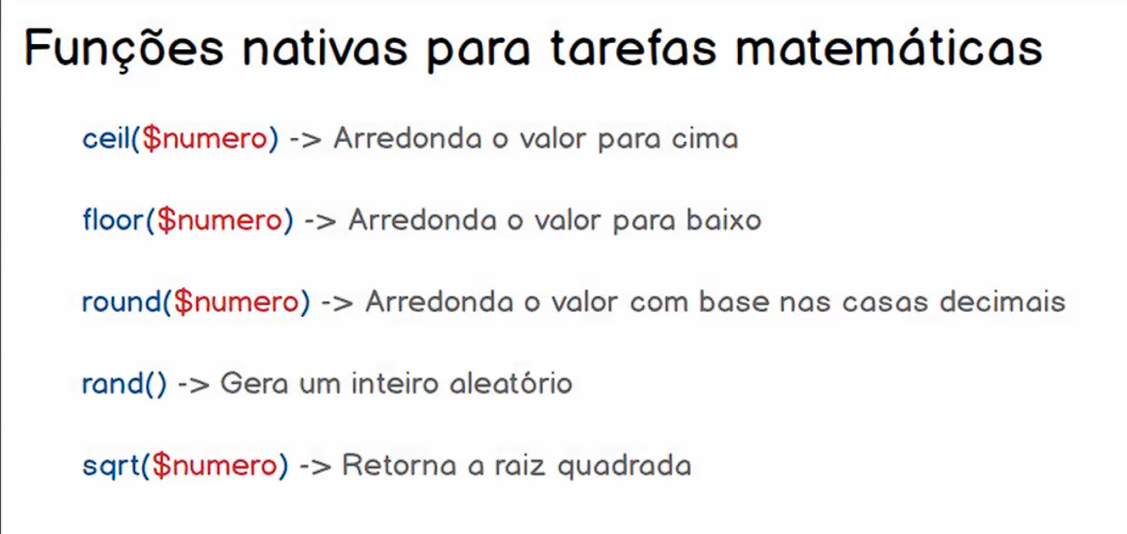 Funções nativas para tarefas matemáticas
ceil($numero) -> Arredonda o valor para cima
floor($numero) -> Arredonda o valor para baixo
round($numero) -> Arredonda o valor com base nas casas decimais
rand() -> Gera um inteiro aleatório
sqrt($numero) -> Retorna a raiz quadrada